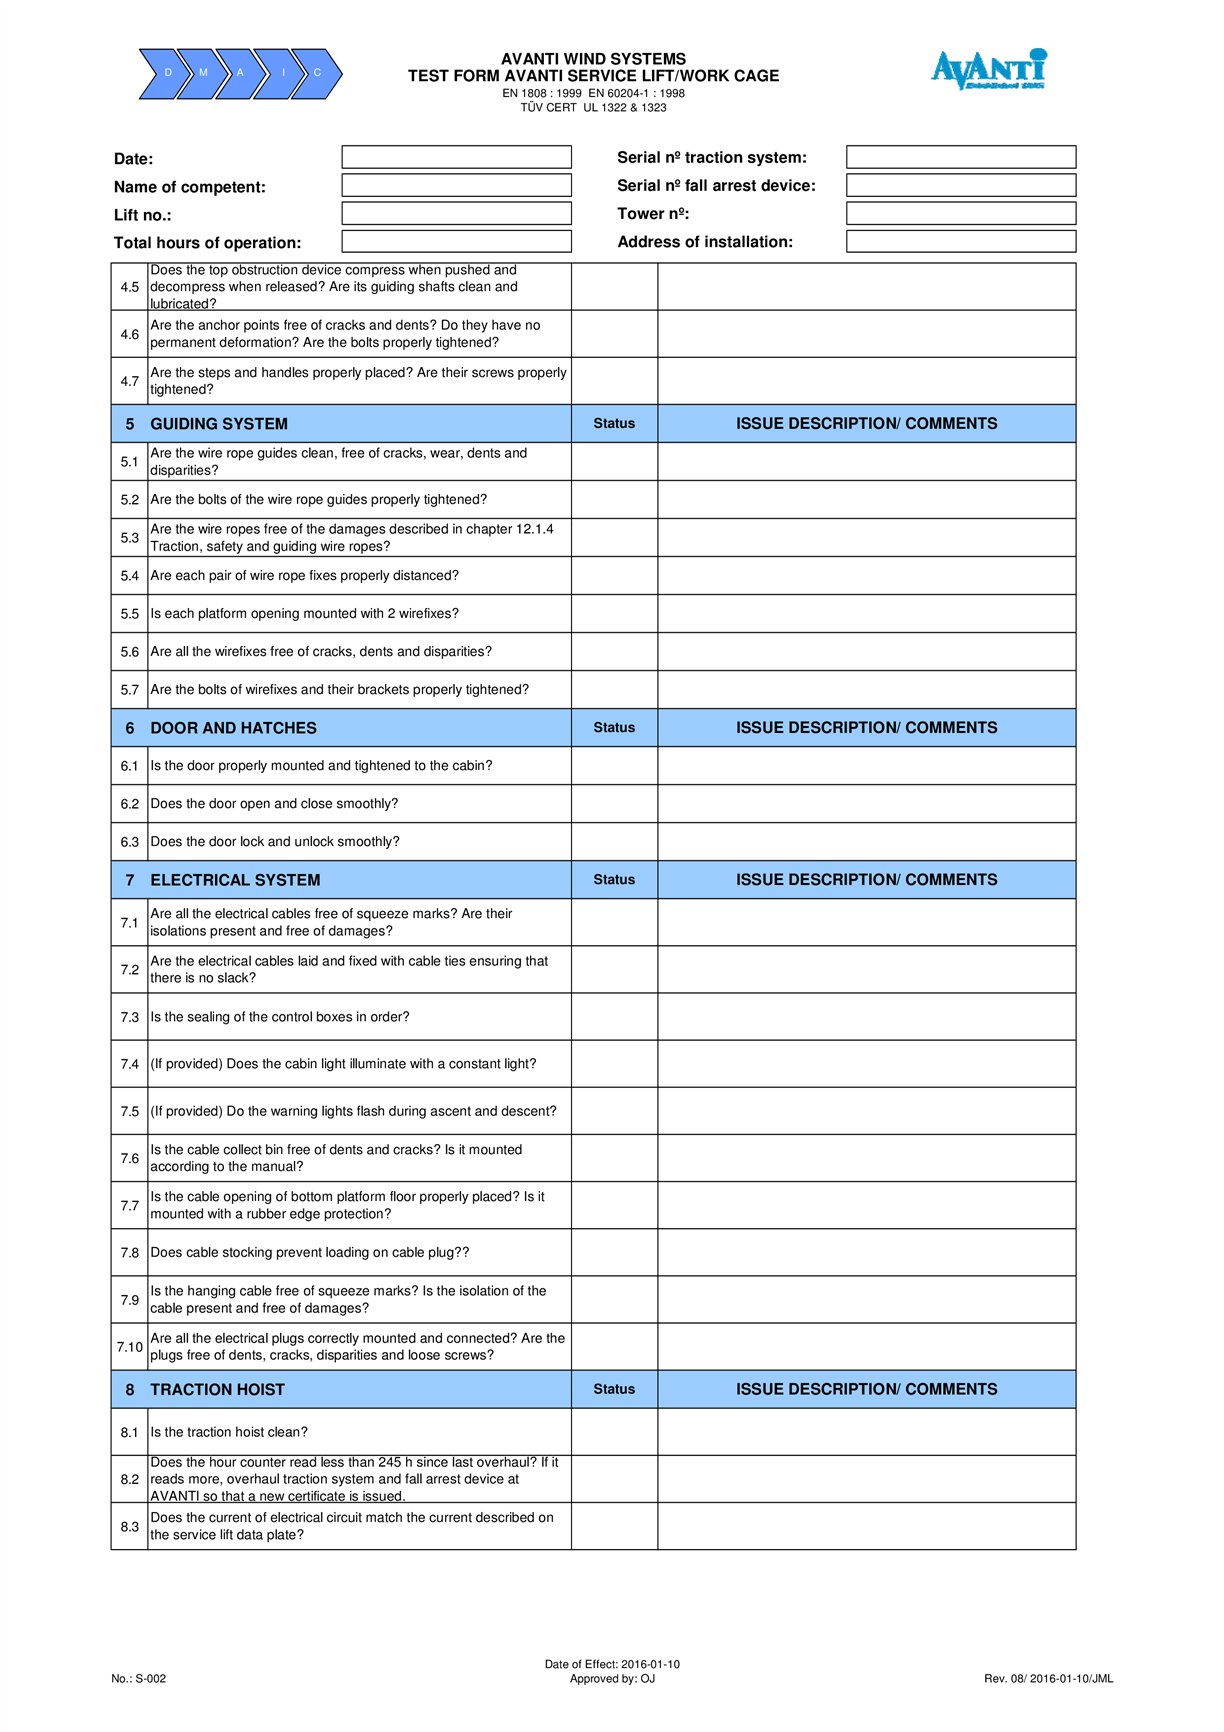 D M A I C
AVANTI WIND SYSTEMS
TEST FORM AVANTI SERVICE LIFT/WORK CAGE
EN 1808 : 1999 EN 60204-1 : 1998
TÜV CERT UL 1322 & 1323
AVANTI
Established 1885
Date:
Serial nº traction system:
Name of competent:
Serial nº fall arrest device:
Lift no.:
Tower nº:
Total hours of operation:
Address of installation:
4.5 Does the top obstruction device compress when pushed and
decompress when released? Are its guiding shafts clean and
lubricated?
4.6 Are the anchor points free of cracks and dents? Do they have no
permanent deformation? Are the bolts properly tightened?
4.7 Are the steps and handles properly placed? Are their screws properly
tightened?
5 GUIDING SYSTEM Status ISSUE DESCRIPTION/ COMMENTS
5.1 Are the wire rope guides clean, free of cracks, wear, dents and
disparities?
5.2 Are the bolts of the wire rope guides properly tightened?
5.3 Are the wire ropes free of the damages described in chapter 12.1.4
Traction, safety and guiding wire ropes?
5.4 Are each pair of wire rope fixes properly distanced?
5.5 Is each platform opening mounted with 2 wirefixes?
5.6 Are all the wirefixes free of cracks, dents and disparities?
5.7 Are the bolts of wirefixes and their brackets properly tightened?
6 DOOR AND HATCHES Status ISSUE DESCRIPTION/ COMMENTS
6.1 Is the door properly mounted and tightened to the cabin?
6.2 Does the door open and close smoothly?
6.3 Does the door lock and unlock smoothly?
7 ELECTRICAL SYSTEM Status ISSUE DESCRIPTION/ COMMENTS
7.1 Are all the electrical cables free of squeeze marks? Are their
isolations present and free of damages?
7.2 Are the electrical cables laid and fixed with cable ties ensuring that
there is no slack?
7.3 Is the sealing of the control boxes in order?
7.4 (If provided) Does the cabin light illuminate with a constant light?
7.5 (If provided) Do the warning lights flash during ascent and descent?
7.6 Is the cable collect bin free of dents and cracks? Is it mounted
according to the manual?
7.7 Is the cable opening of bottom platform floor properly placed? Is it
mounted with a rubber edge protection?
7.8 Does cable stocking prevent loading on cable plug??
7.9 Is the hanging cable free of squeeze marks? Is the isolation of the
cable present and free of damages?
7.10 Are all the electrical plugs correctly mounted and connected? Are the
plugs free of dents, cracks, disparities and loose screws?
8 TRACTION HOIST Status ISSUE DESCRIPTION/ COMMENTS
8.1 Is the traction hoist clean?
8.2 Does the hour counter read less than 245 h since last overhaul? If it
reads more, overhaul traction system and fall arrest device at
AVANTI so that a new certificate is issued.
8.3 Does the current of electrical circuit match the current described on
the service lift data plate?
Date of Effect: 2016-01-10
No.: S-002 Approved by: OJ Rev. 08/ 2016-01-10/JML